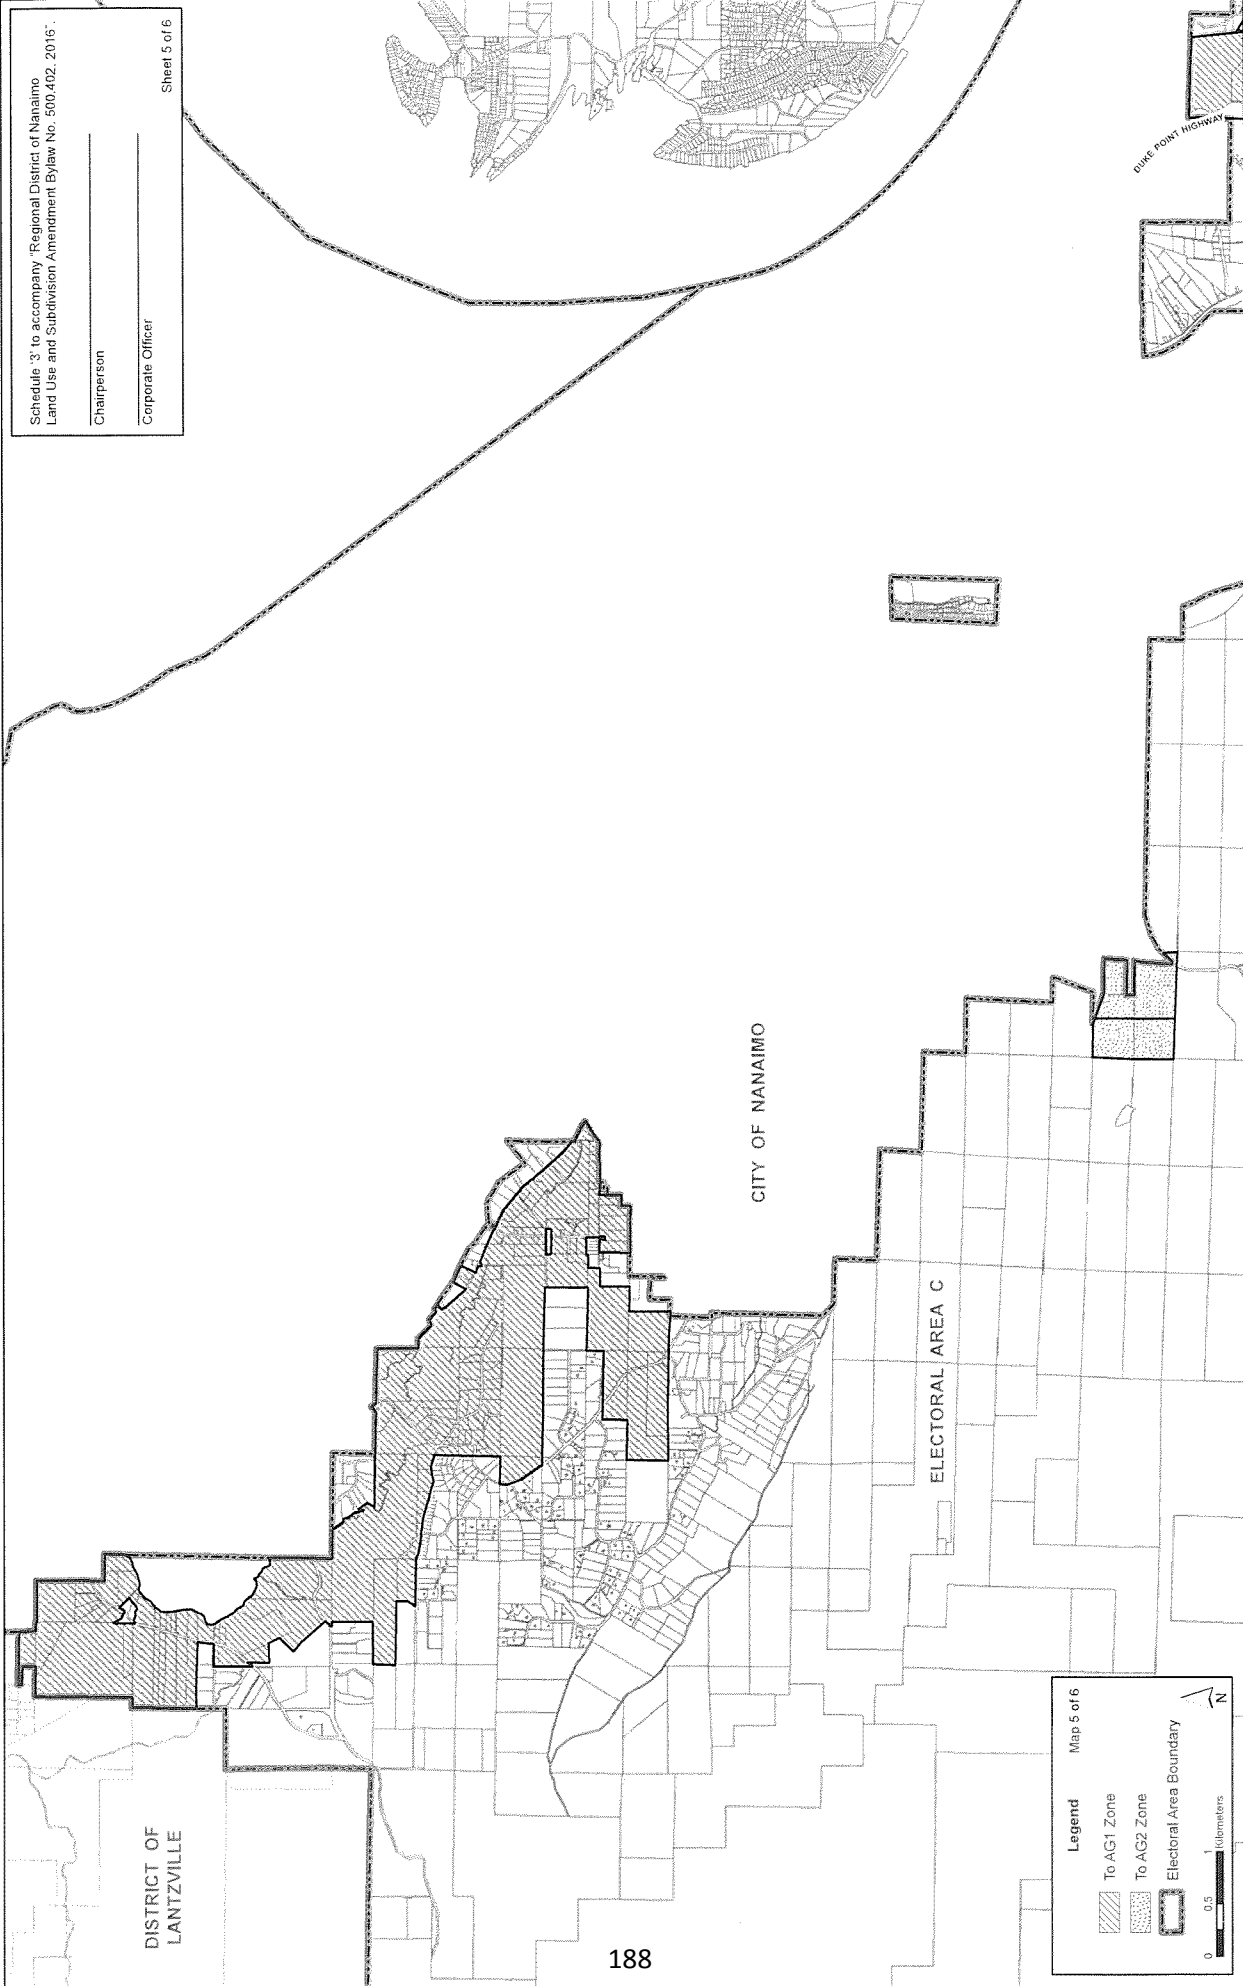 Schedule '3' to accompany "Regional District of Nanaimo
Land Use and Subdivision Amendment Bylaw No. 500.402, 2016".
Chairperson
Corporate Officer
Sheet 5 of 6
DUKE POINT HIGHWAY
CITY OF NANAIMO
ELECTORAL AREA C
DISTRICT OF
LANTZVILLE
Legend Map 5 of 6
To AG1 Zone
To AG2 Zone
Electoral Area Boundary
0 0.5 1
Kilometers
N
188